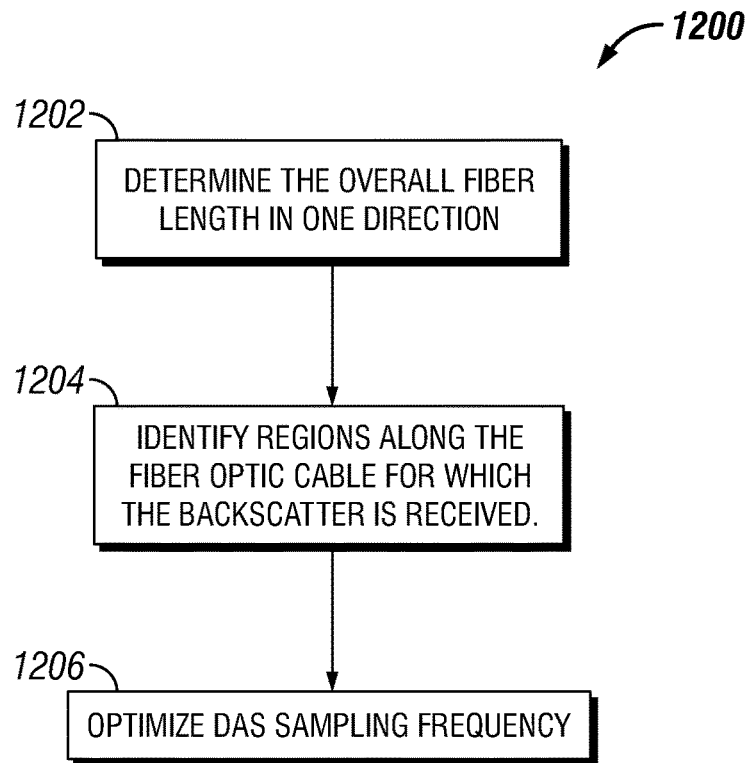 1200
1202
DETERMINE THE OVERALL FIBER
LENGTH IN ONE DIRECTION
1204
IDENTIFY REGIONS ALONG THE
FIBER OPTIC CABLE FOR WHICH
THE BACKSCATTER IS RECEIVED.
1206
OPTIMIZE DAS SAMPLING FREQUENCY